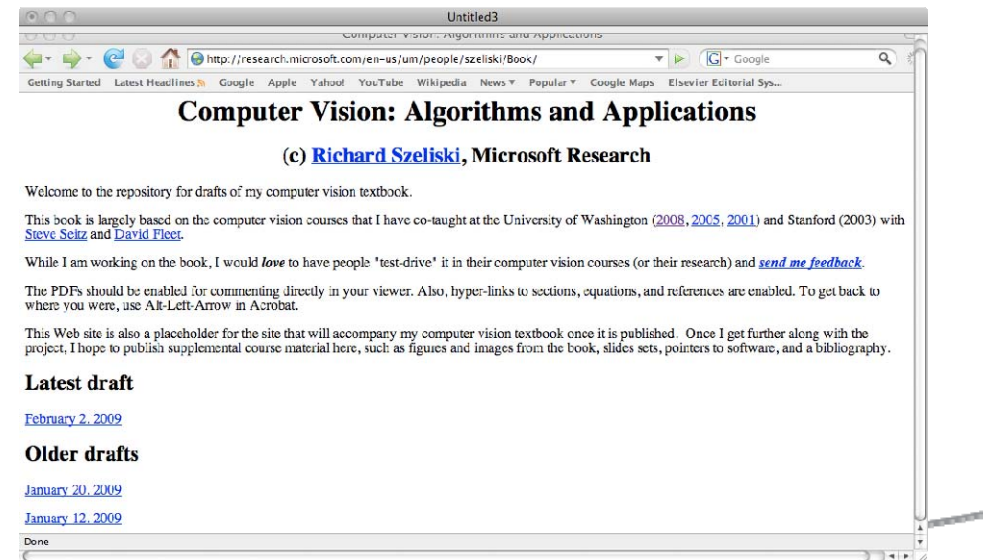 Untitled3
Computer Vision: Algorithms and Applications
http://research.microsoft.com/en-us/um/people/szeliski/Book/
Google
Getting Started Latest Headlines Google Apple Yahoo! YouTube Wikipedia News Popular Google Maps Elsevier Editorial Sys...
Computer Vision: Algorithms and Applications
(c) Richard Szeliski, Microsoft Research
Welcome to the repository for drafts of my computer vision textbook.
This book is largely based on the computer vision courses that I have co-taught at the University of Washington (2008, 2005, 2001) and Stanford (2003) with
Steve Seitz and David Fleet.
While I am working on the book, I would love to have people "test-drive" it in their computer vision courses (or their research) and send me feedback.
The PDFs should be enabled for commenting directly in your viewer. Also, hyper-links to sections, equations, and references are enabled. To get back to
where you were, use Alt-Left-Arrow in Acrobat.
This Web site is also a placeholder for the site that will accompany my computer vision textbook once it is published. Once I get further along with the
project, I hope to publish supplemental course material here, such as figures and images from the book, slides sets, pointers to software, and a bibliography.
Latest draft
February 2, 2009
Older drafts
January 20, 2009
January 12, 2009
Done